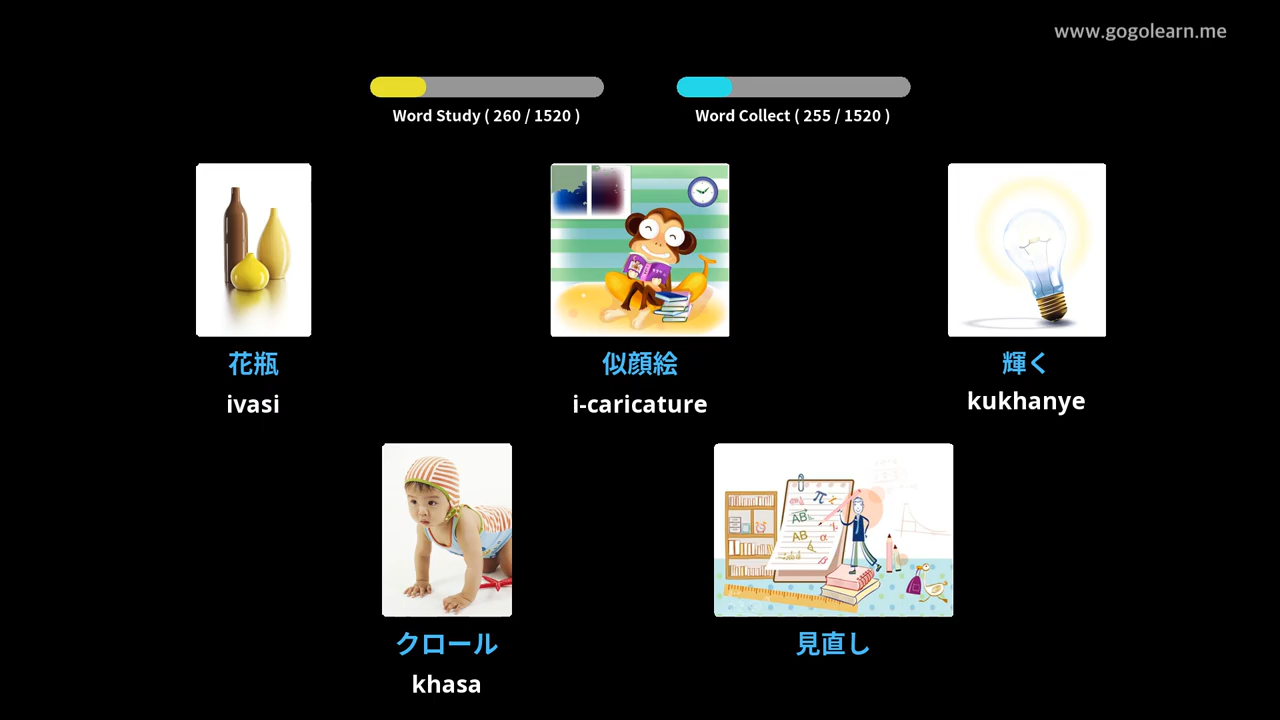 www.gogolearn.me
Word Study ( 260 / 1520 )
Word Collect ( 255 / 1520 )
花瓶
ivasi
似顔絵
i-caricature
輝く
kukhanye
クロール
khasa
見直し